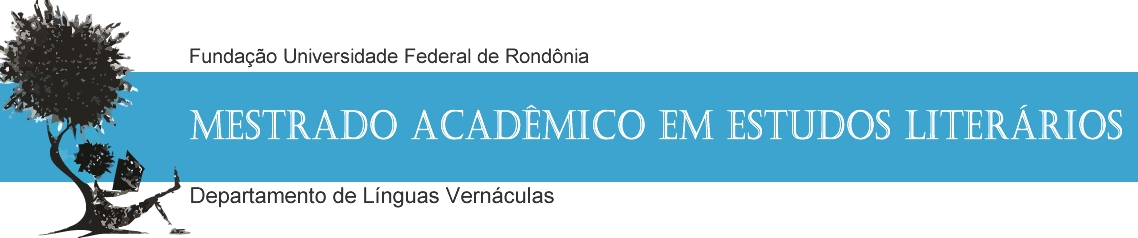 Fundação Universidade Federal de Rondônia
MESTRADO ACADÊMICO EM ESTUDOS LITERÁRIOS
Departamento de Línguas Vernáculas